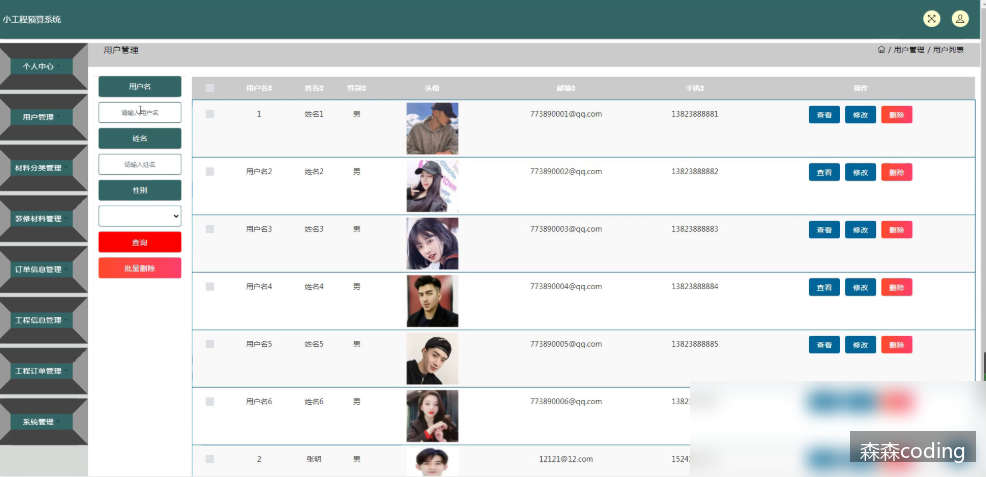 小工程预算系统
用户管理
/ 用户管理 / 用户列表
个人中心
用户管理
材料分类管理
装修材料管理
订单信息管理
工程信息管理
工程订单管理
系统管理
用户名
请输入用户名
姓名
请输入姓名
性别
查询
批量删除
用户名 姓名 性别 头像 邮箱 手机 操作
1 姓名1 男 773890001@qq.com 13823888881 查看 修改 删除
用户名2 姓名2 男 773890002@qq.com 13823888882 查看 修改 删除
用户名3 姓名3 男 773890003@qq.com 13823888883 查看 修改 删除
用户名4 姓名4 男 773890004@qq.com 13823888884 查看 修改 删除
用户名5 姓名5 男 773890005@qq.com 13823888885 查看 修改 删除
用户名6 姓名6 男 773890006@qq.com 1382
2 张明 男 12121@12.com 1524
森森coding